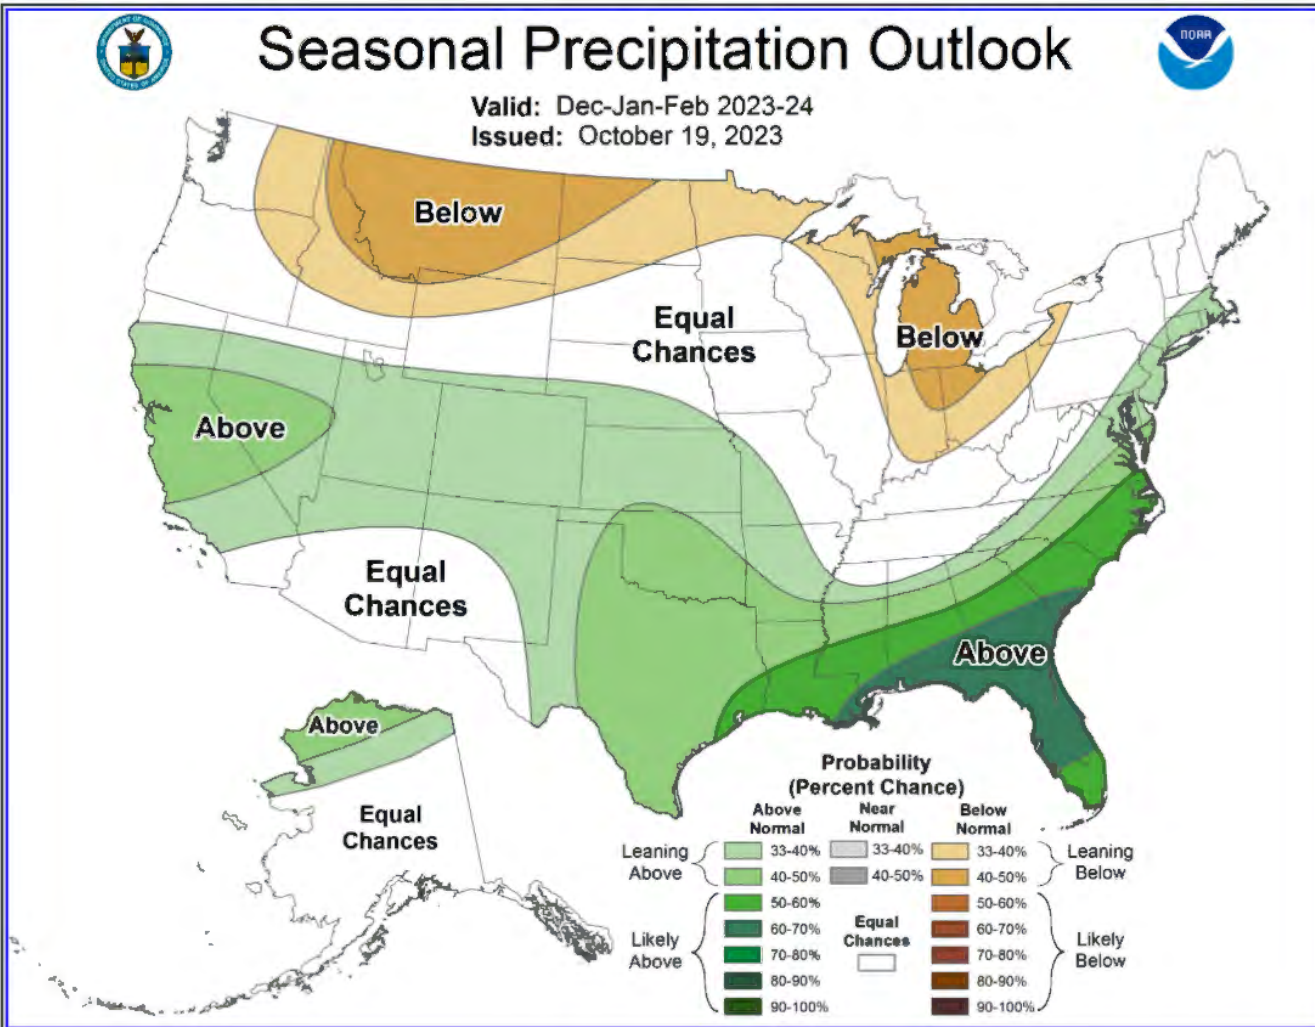 Seasonal Precipitation Outlook
NOAA
Valid: Dec-Jan-Feb 2023-24
Issued: October 19, 2023
Below
Equal
Chances
Below
Above
Equal
Chances
Above
Above
Equal
Chances
Probability
(Percent Chance)
Above
Normal
Near
Normal
Below
Normal
Leaning
Above
33-40%
33-40%
33-40%
Leaning
Below
40-50%
40-50%
40-50%
Likely
Above
50-60%
60-70%
70-80%
80-90%
90-100%
Equal
Chances
50-60%
60-70%
70-80%
80-90%
90-100%
Likely
Below